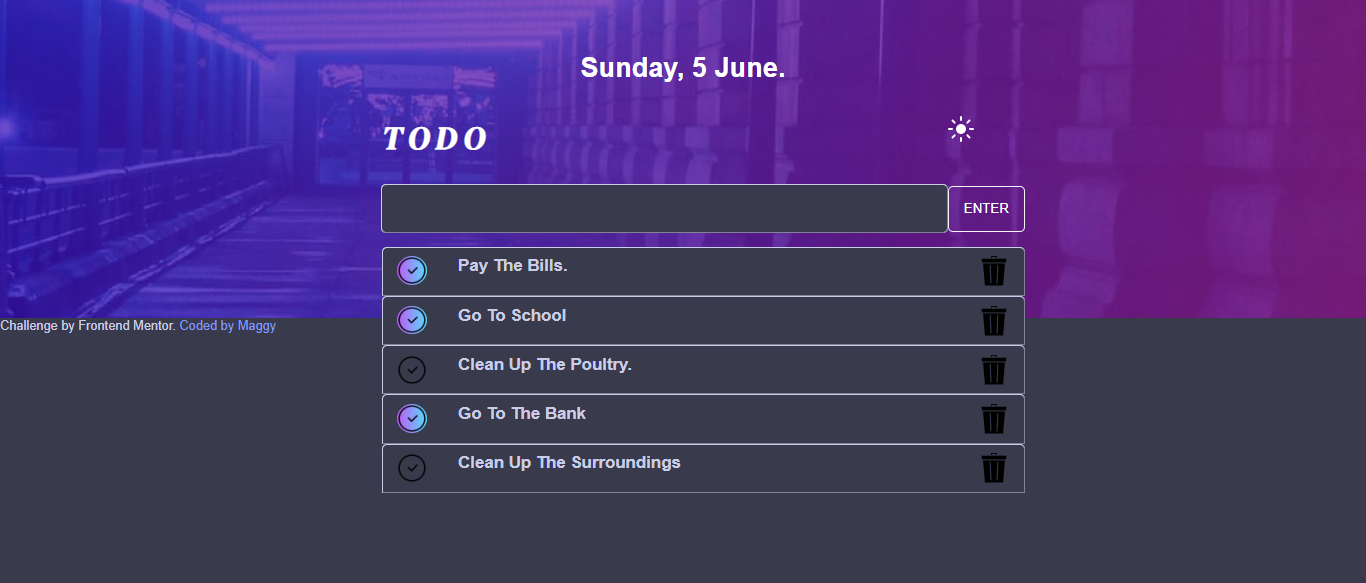 Sunday, 5 June.
TODO
ENTER
Pay The Bills.
Go To School
Challenge by Frontend Mentor. Coded by Maggy
Clean Up The Poultry.
Go To The Bank
Clean Up The Surroundings